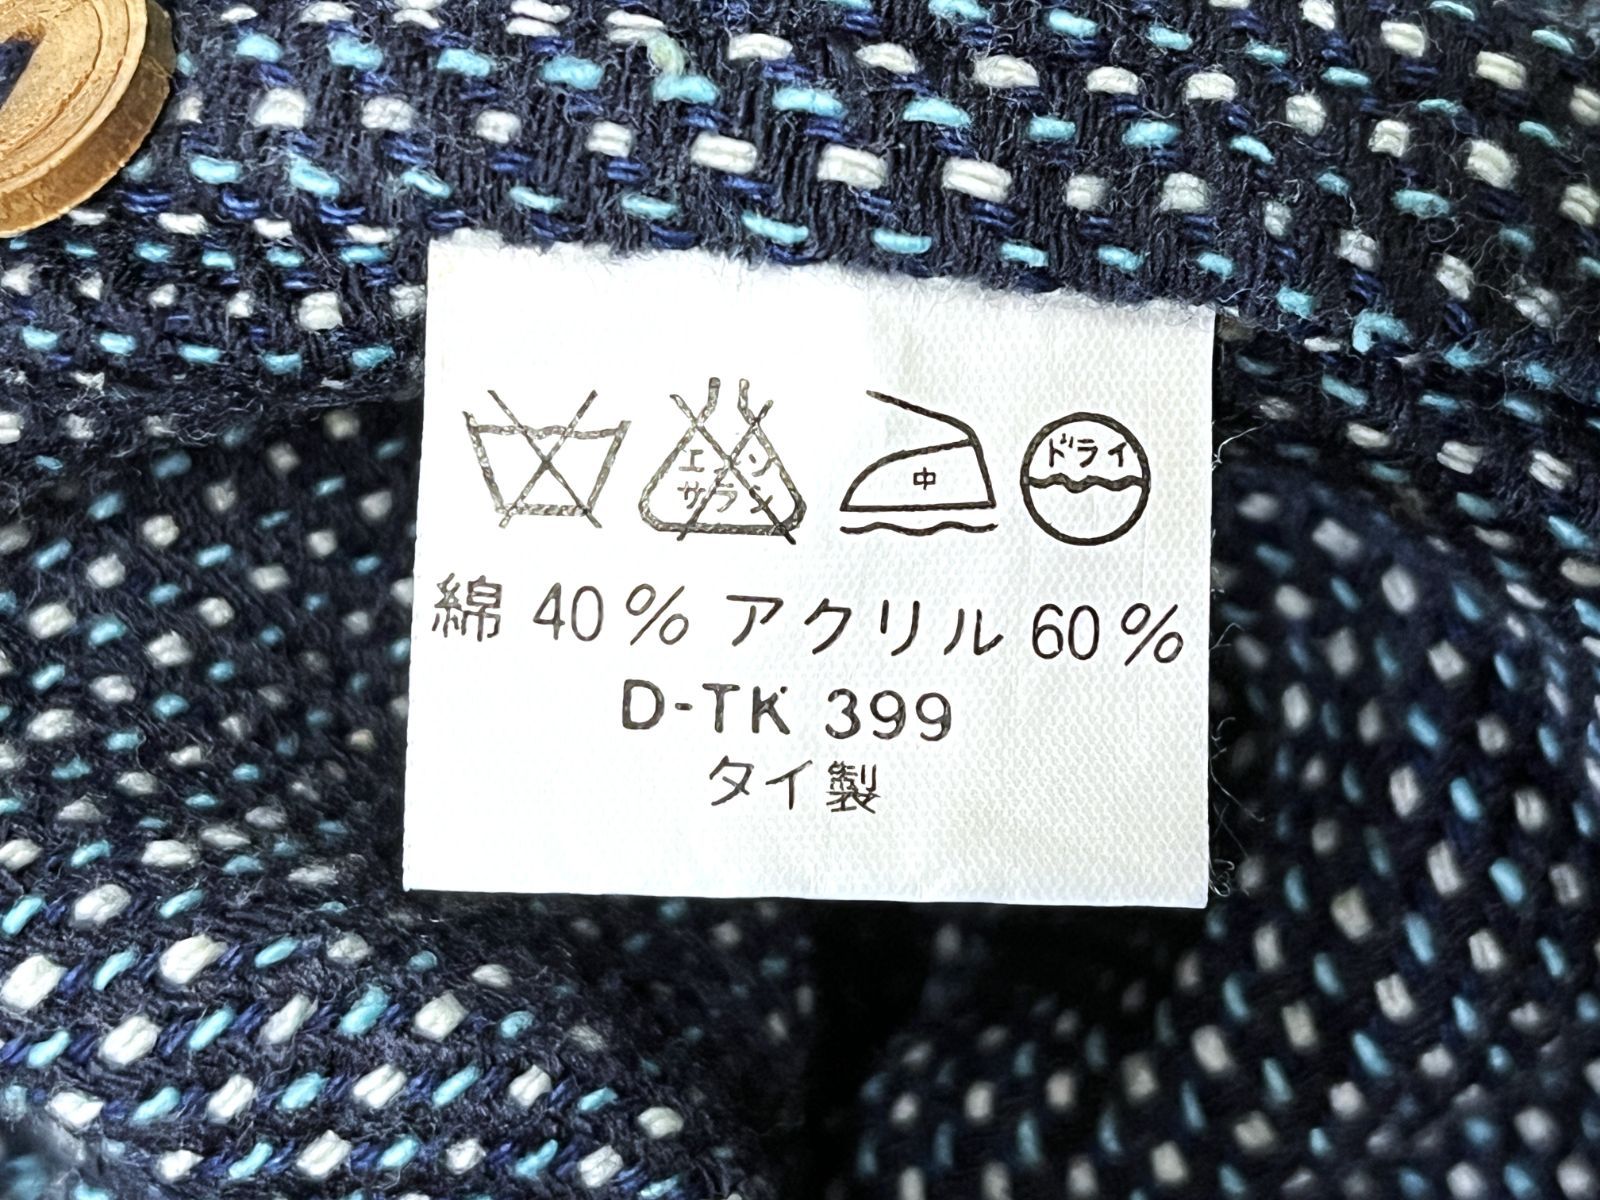 エンソ
サラシ
中
ドライ
綿 40% アクリル 60%
D-TK 399
タイ製